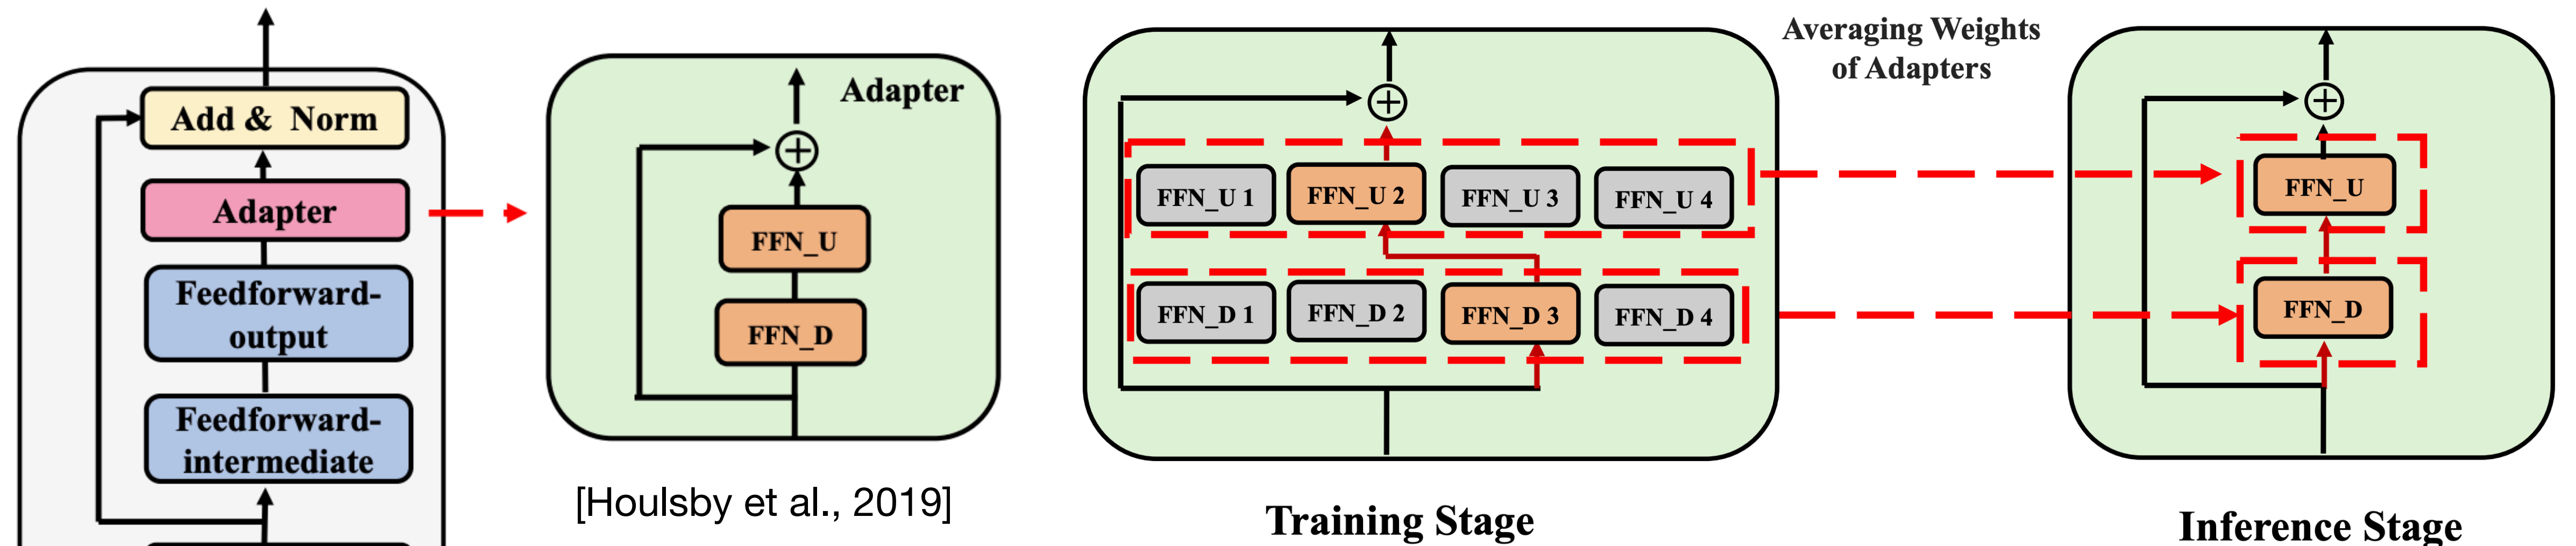 Add & Norm
Adapter
Feedforward-
output
Feedforward-
intermediate
Adapter
FFN_U
FFN_D
[Houlsby et al., 2019]
FFN_U 1
FFN_U 2
FFN_U 3
FFN_U 4
FFN_D 1
FFN_D 2
FFN_D 3
FFN_D 4
Training Stage
Averaging Weights
of Adapters
FFN_U
FFN_D
Inference Stage